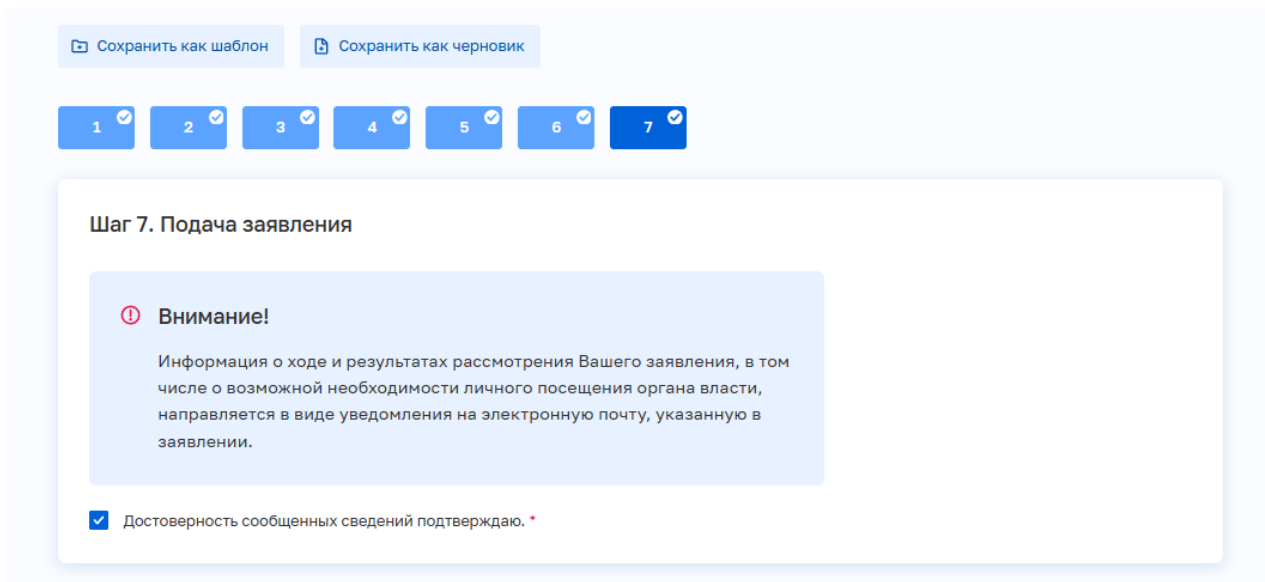 Сохранить как шаблон Сохранить как черновик
1 2 3 4 5 6 7
Шаг 7. Подача заявления
Внимание!
Информация о ходе и результатах рассмотрения Вашего заявления, в том
числе о возможной необходимости личного посещения органа власти,
направляется в виде уведомления на электронную почту, указанную в
заявлении.
Достоверность сообщенных сведений подтверждаю. *